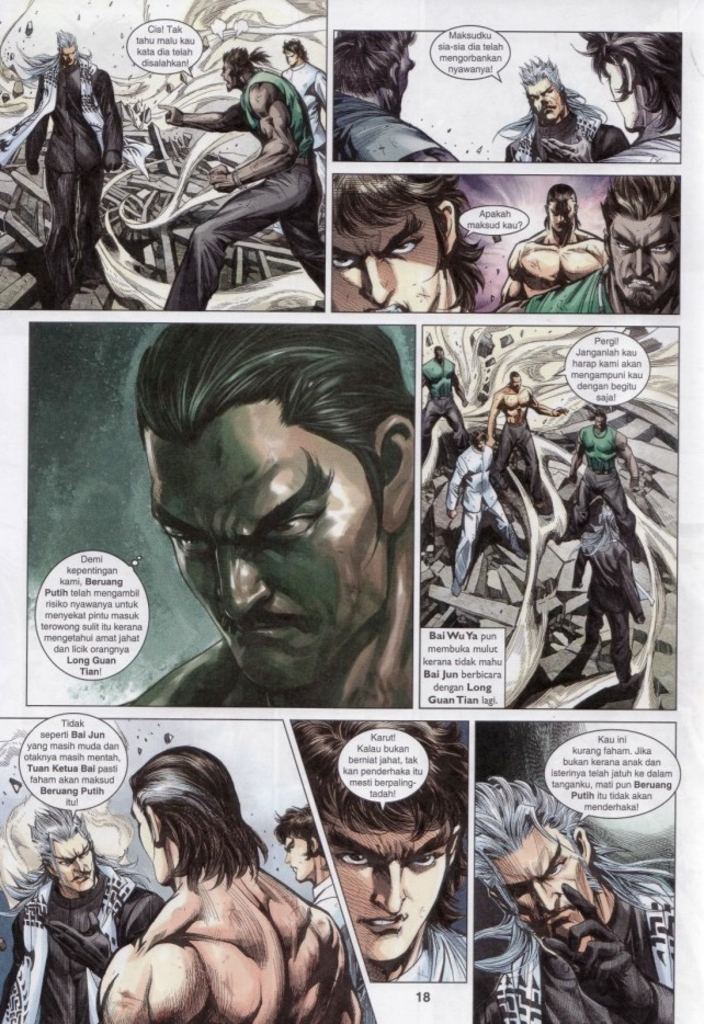 Cis! Tak
tahu malu kau
kata dia telah
disalahkan!
Maksudku
sia-sia dia telah
mengorbankan
nyawanya!
Apakah
maksud kau?
Demi
kepentingan
kami, Beruang
Putih telah mengambil
risiko nyawanya untuk
menyekat pintu masuk
terowong sulit itu kerana
mengetahui amat jahat
dan licik orangnya
Long Guan
Tian!
Pergi!
Janganlah kau
harap kami akan
mengampuni kau
dengan begitu
saja!
Bai Wu Ya pun
membuka mulut
kerana tidak mahu
Bai Jun berbicara
dengan Long
Guan Tian lagi.
Tidak
seperti Bai Jun
yang masih muda dan
otaknya masih mentah,
Tuan Ketua Bai pasti
faham akan maksud
Beruang Putih
itu!
Karut!
Kalau bukan
berniat jahat, tak
kan penderhaka itu
mesti berpaling-
tadah!
Kau ini
kurang faham. Jika
bukan kerana anak dan
isterinya telah jatuh ke dalam
tanganku, mati pun Beruang
Putih itu tidak akan
menderhaka!
18